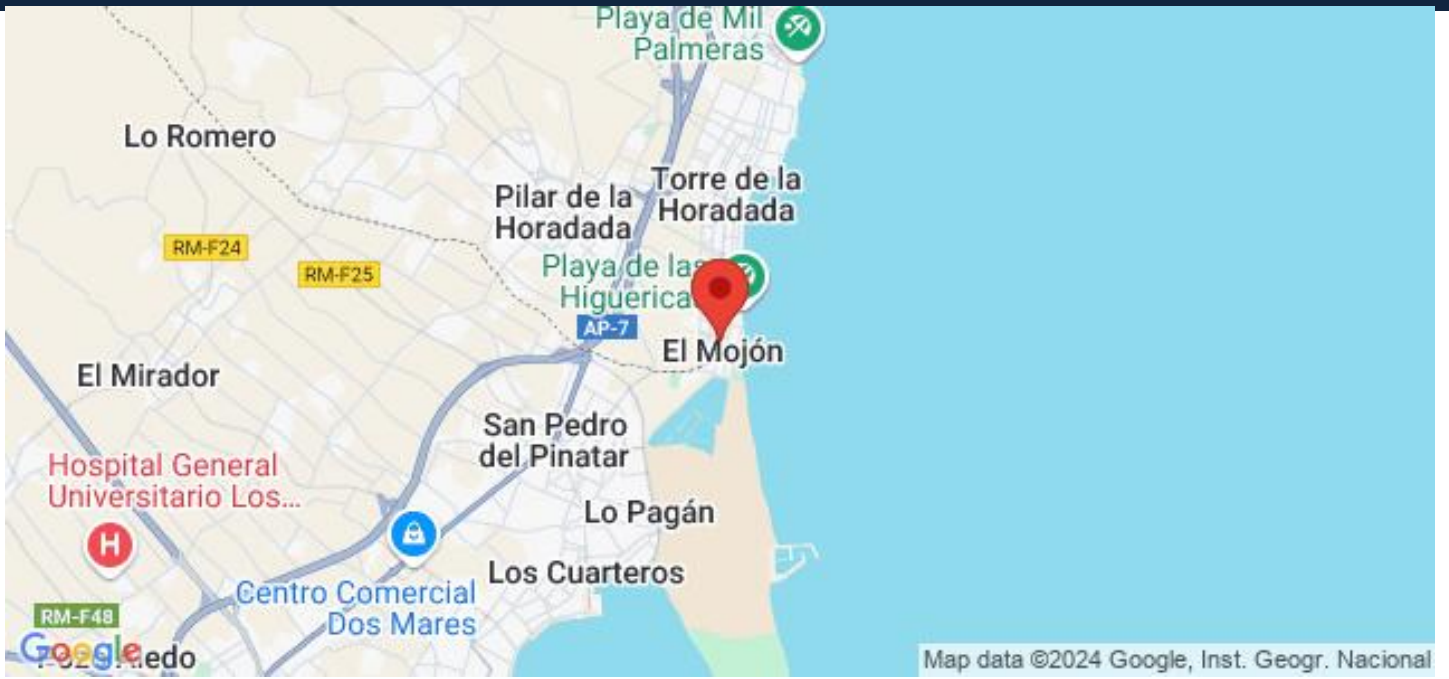 Playa de Mil
Palmeras
Lo Romero
Pilar de la
Horadada
Torre de la
Horadada
RM-F24
RM-F25
Playa de las
Higuericas
AP-7
El Mojón
El Mirador
San Pedro
del Pinatar
Hospital General
Universitario Los...
H
Lo Pagán
Los Cuarteros
Centro Comercial
Dos Mares
RM-F48
Google
Map data ©2024 Google, Inst. Geogr. Nacional